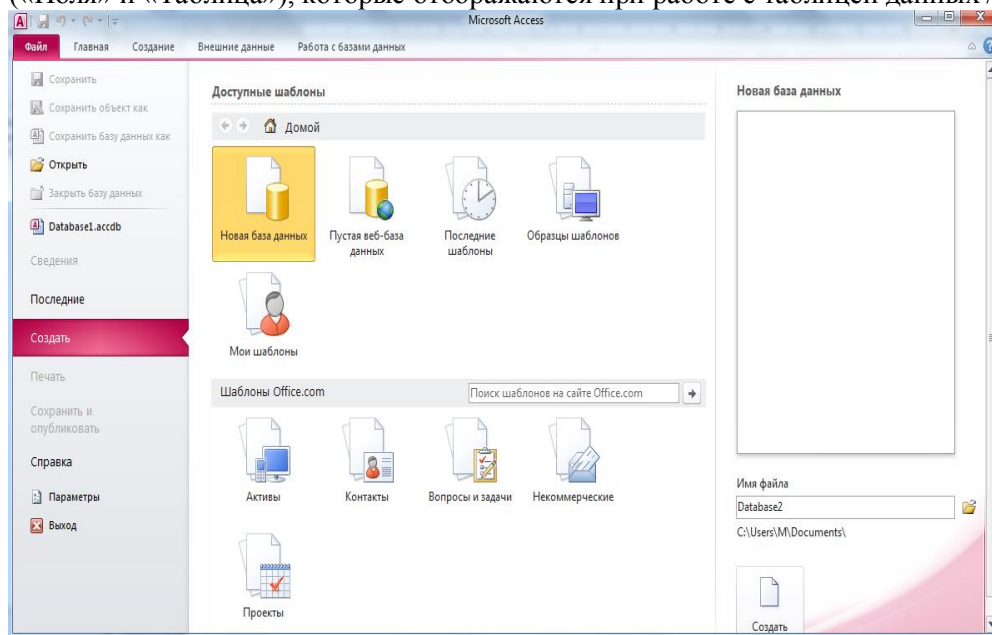 («Поля» и «Таблица»), которые отображаются при работе с таблицей данных
Microsoft Access
Файл Главная Создание Внешние данные Работа с базами данных
Сохранить
Сохранить объект как
Сохранить базу данных как
Открыть
Закрыть базу данных
Database1.accdb
Сведения
Последние
Создать
Печать
Сохранить и
опубликовать
Справка
Параметры
Выход
Доступные шаблоны
Домой
Новая база данных
Пустая веб-база
данных
Последние
шаблоны
Образцы шаблонов
Мои шаблоны
Шаблоны Office.com
Поиск шаблонов на сайте Office.com
Активы
Контакты
Вопросы и задачи
Некоммерческие
Проекты
Новая база данных
Имя файла
Database2
C:\Users\M\Documents\
Создать